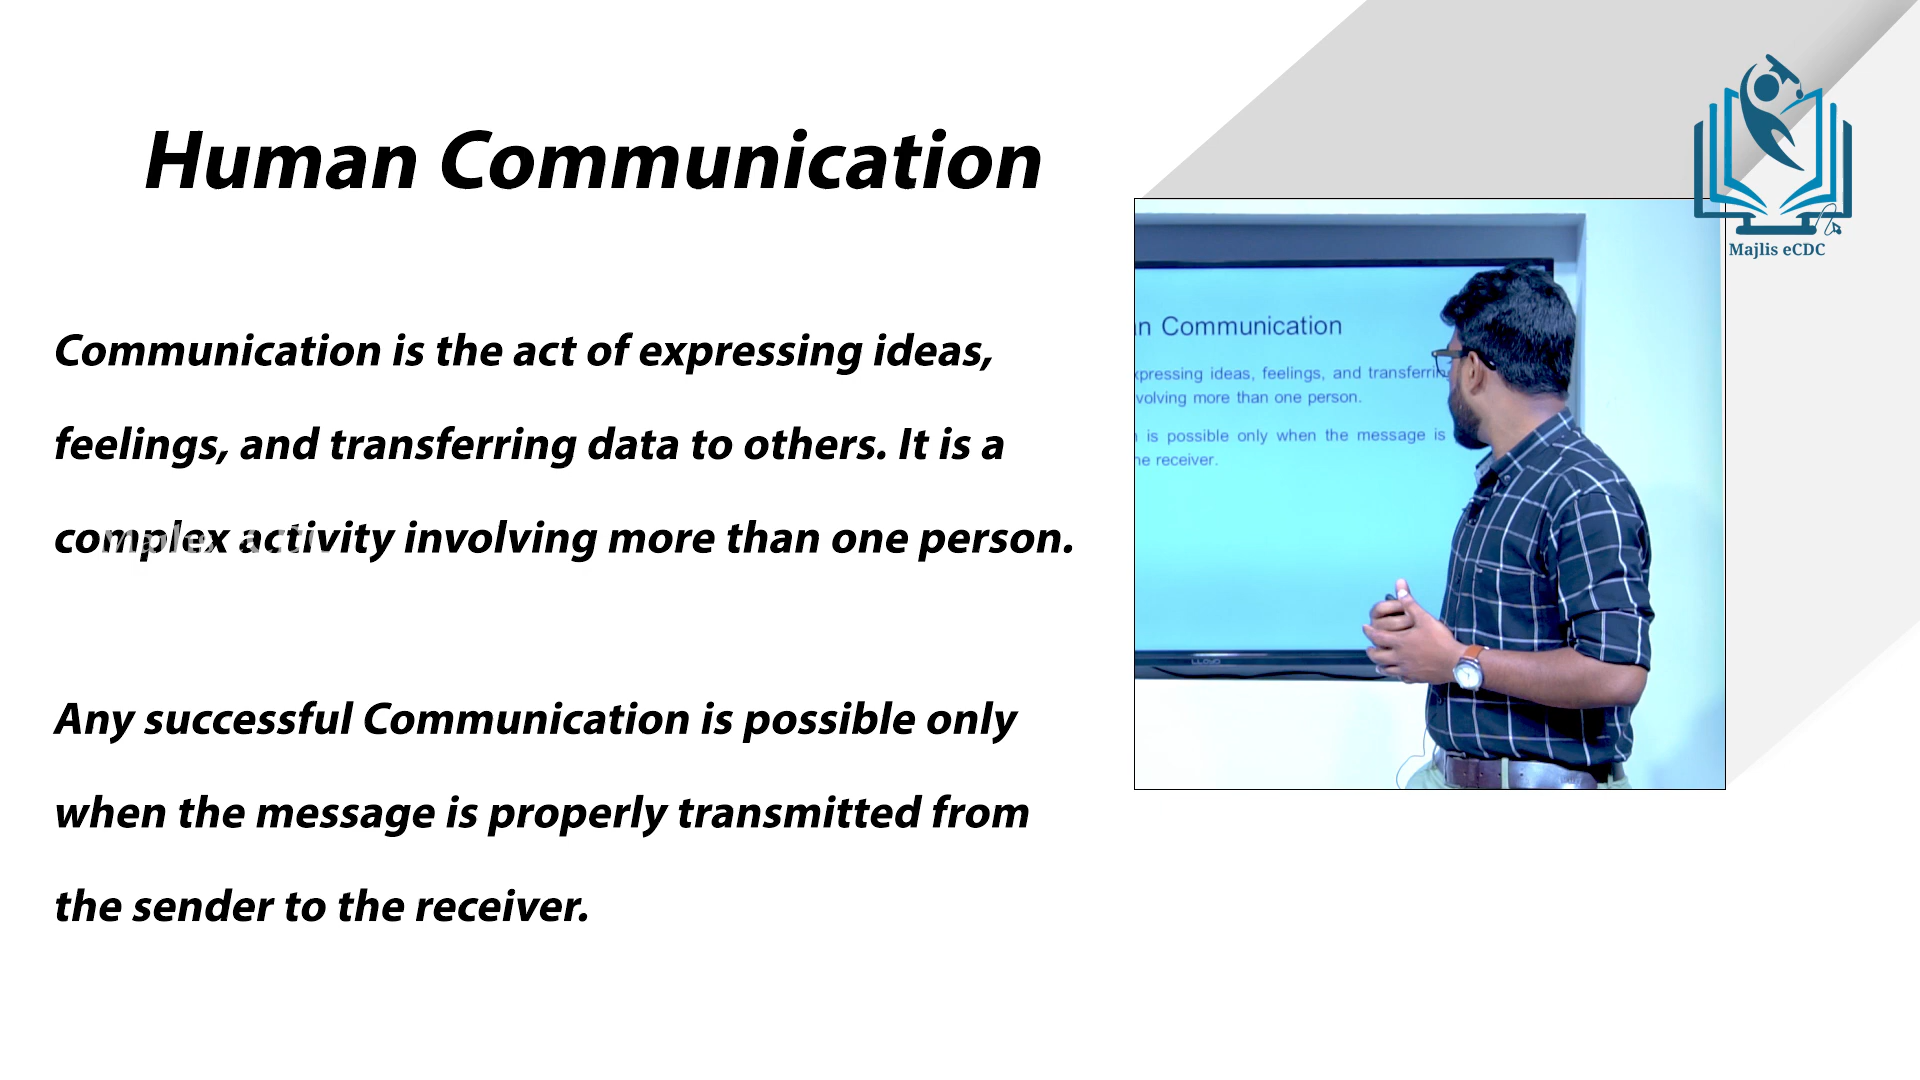 Human Communication
Communication is the act of expressing ideas,
feelings, and transferring data to others. It is a
complex activity involving more than one person.
Any successful Communication is possible only
when the message is properly transmitted from
the sender to the receiver.
Majlis eCDC
n Communication
xpressing ideas, feelings, and transferrin
volving more than one person.
is possible only when the message is
he receiver.
LLOYD